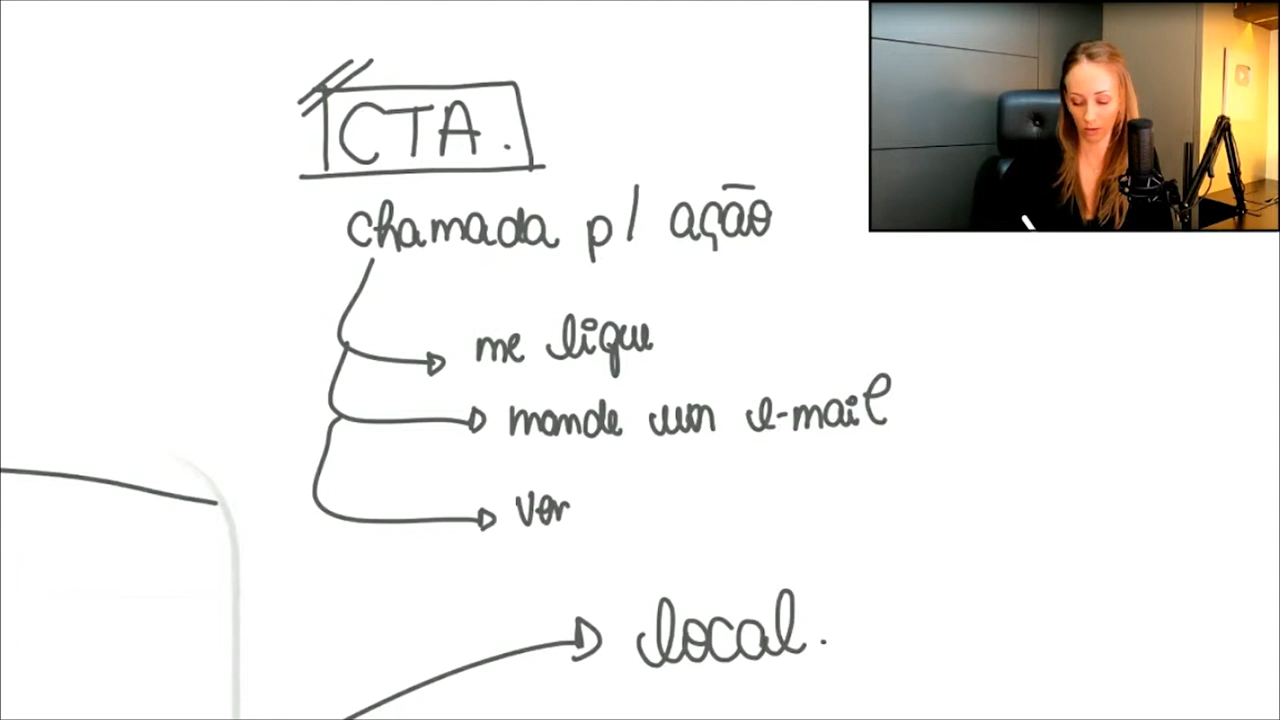 CTA.
chamada p/ ação
me ligue
mande um e-mail
ver
local.